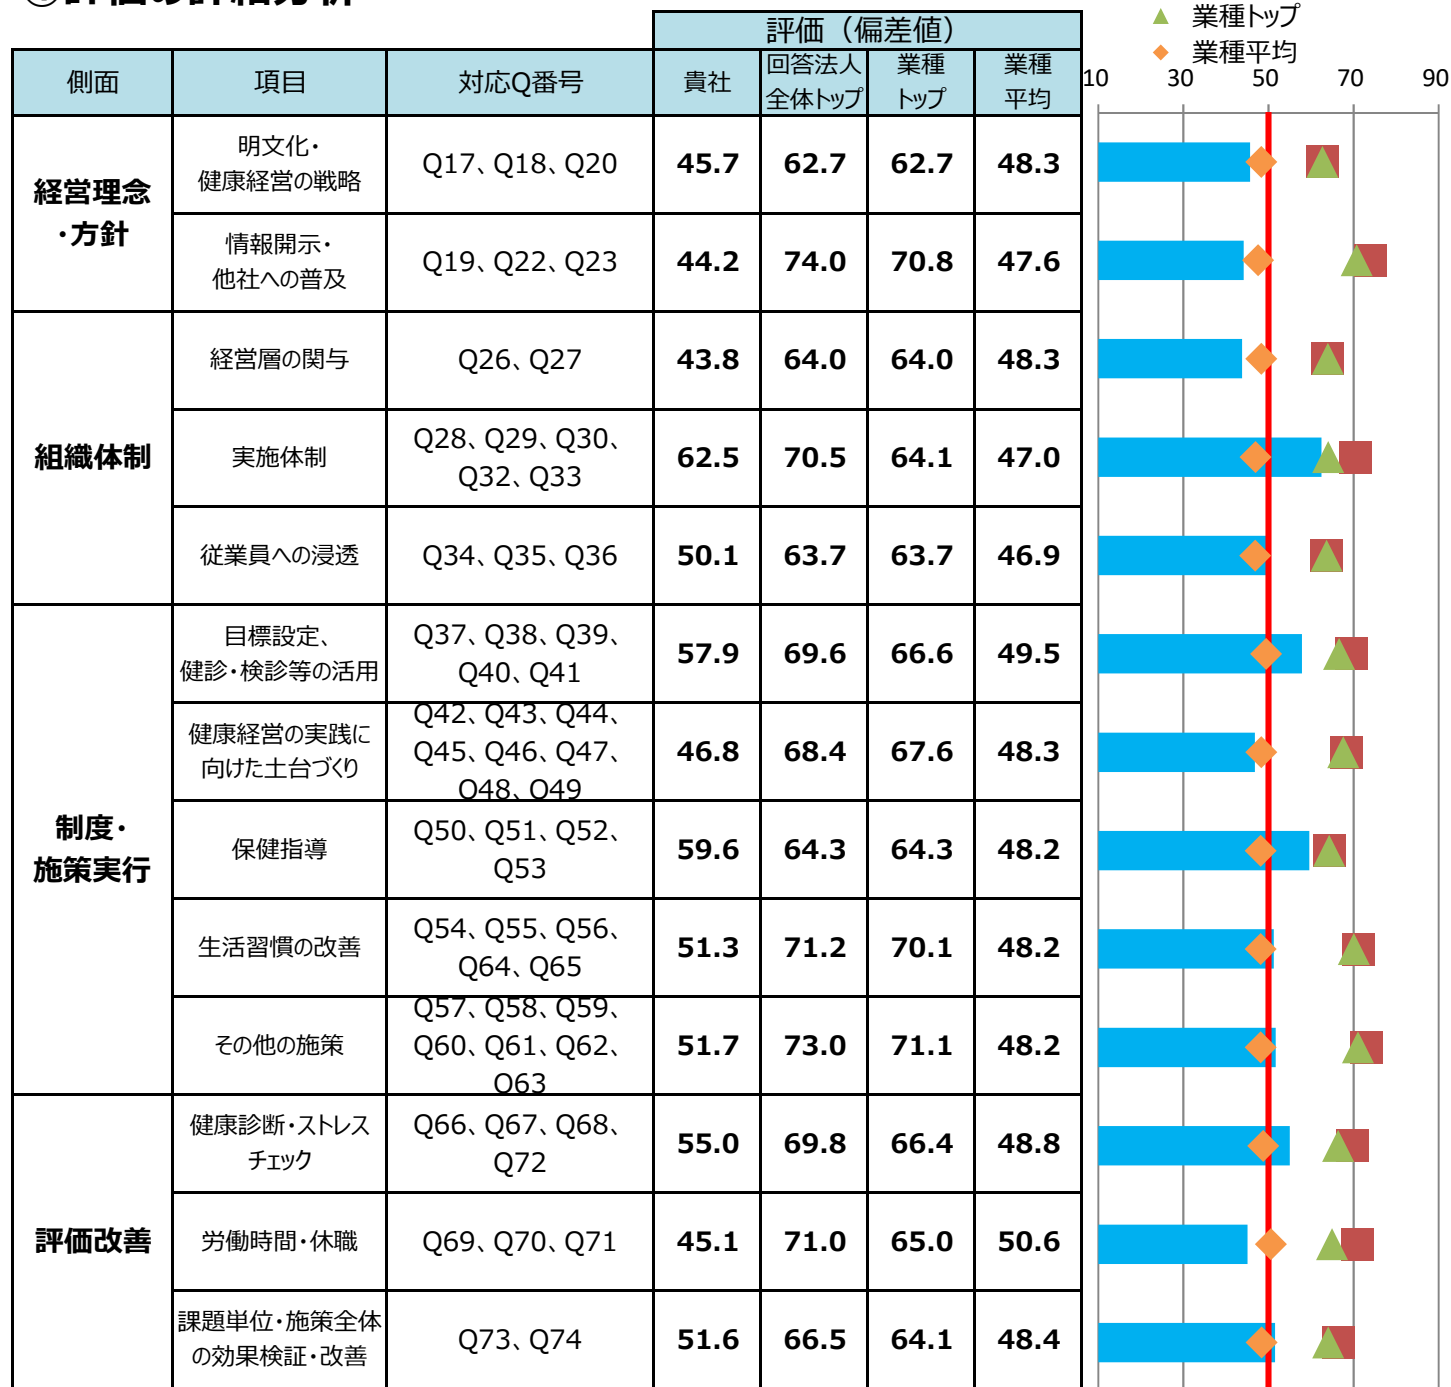 評価の詳細分析
業種トップ
業種平均
評価（偏差値）
側面 項目 対応Q番号 貴社 回答法人 業種 業種
全体トップ トップ 平均
10 30 50 70 90
経営理念
・方針
明文化・
健康経営の戦略
Q17、Q18、Q20 45.7 62.7 62.7 48.3
情報開示・
他社への普及
Q19、Q22、Q23 44.2 74.0 70.8 47.6
組織体制
経営層の関与 Q26、Q27 43.8 64.0 64.0 48.3
実施体制
Q28、Q29、Q30、
Q32、Q33
62.5 70.5 64.1 47.0
従業員への浸透 Q34、Q35、Q36 50.1 63.7 63.7 46.9
制度・
施策実行
目標設定、
健診・検診等の活用
Q37、Q38、Q39、
Q40、Q41
57.9 69.6 66.6 49.5
健康経営の実践に
向けた土台づくり
Q42、Q43、Q44、
Q45、Q46、Q47、
Q48、Q49
46.8 68.4 67.6 48.3
保健指導
Q50、Q51、Q52、
Q53
59.6 64.3 64.3 48.2
生活習慣の改善
Q54、Q55、Q56、
Q64、Q65
51.3 71.2 70.1 48.2
その他の施策
Q57、Q58、Q59、
Q60、Q61、Q62、
Q63
51.7 73.0 71.1 48.2
評価改善
健康診断・ストレス
チェック
Q66、Q67、Q68、
Q72
55.0 69.8 66.4 48.8
労働時間・休職 Q69、Q70、Q71 45.1 71.0 65.0 50.6
課題単位・施策全体
の効果検証・改善
Q73、Q74 51.6 66.5 64.1 48.4